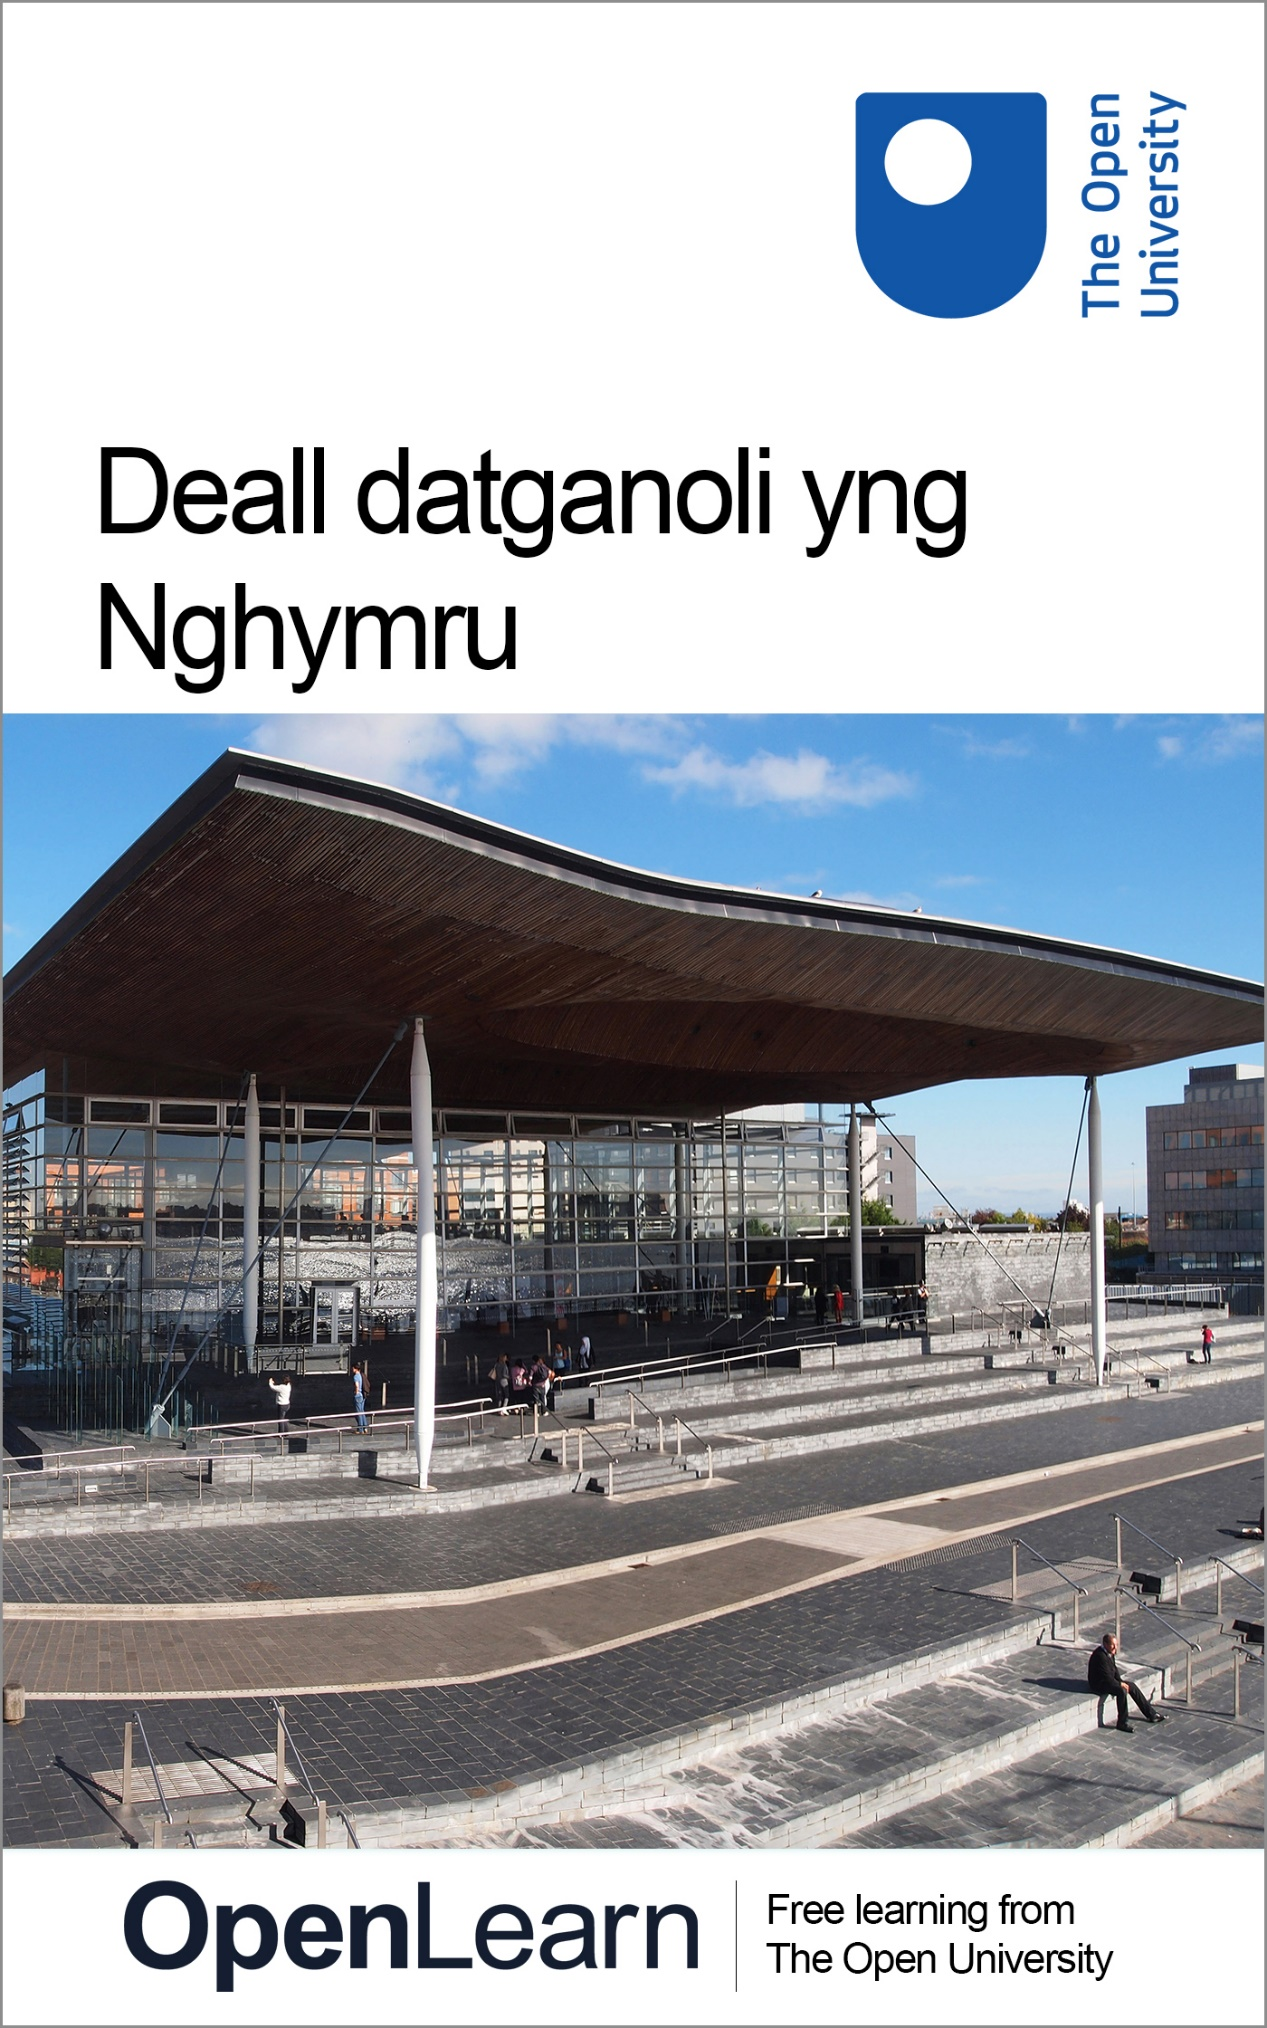 The Open
University
Deall datganoli yng
Nghymru
OpenLearn
Free learning from
The Open University